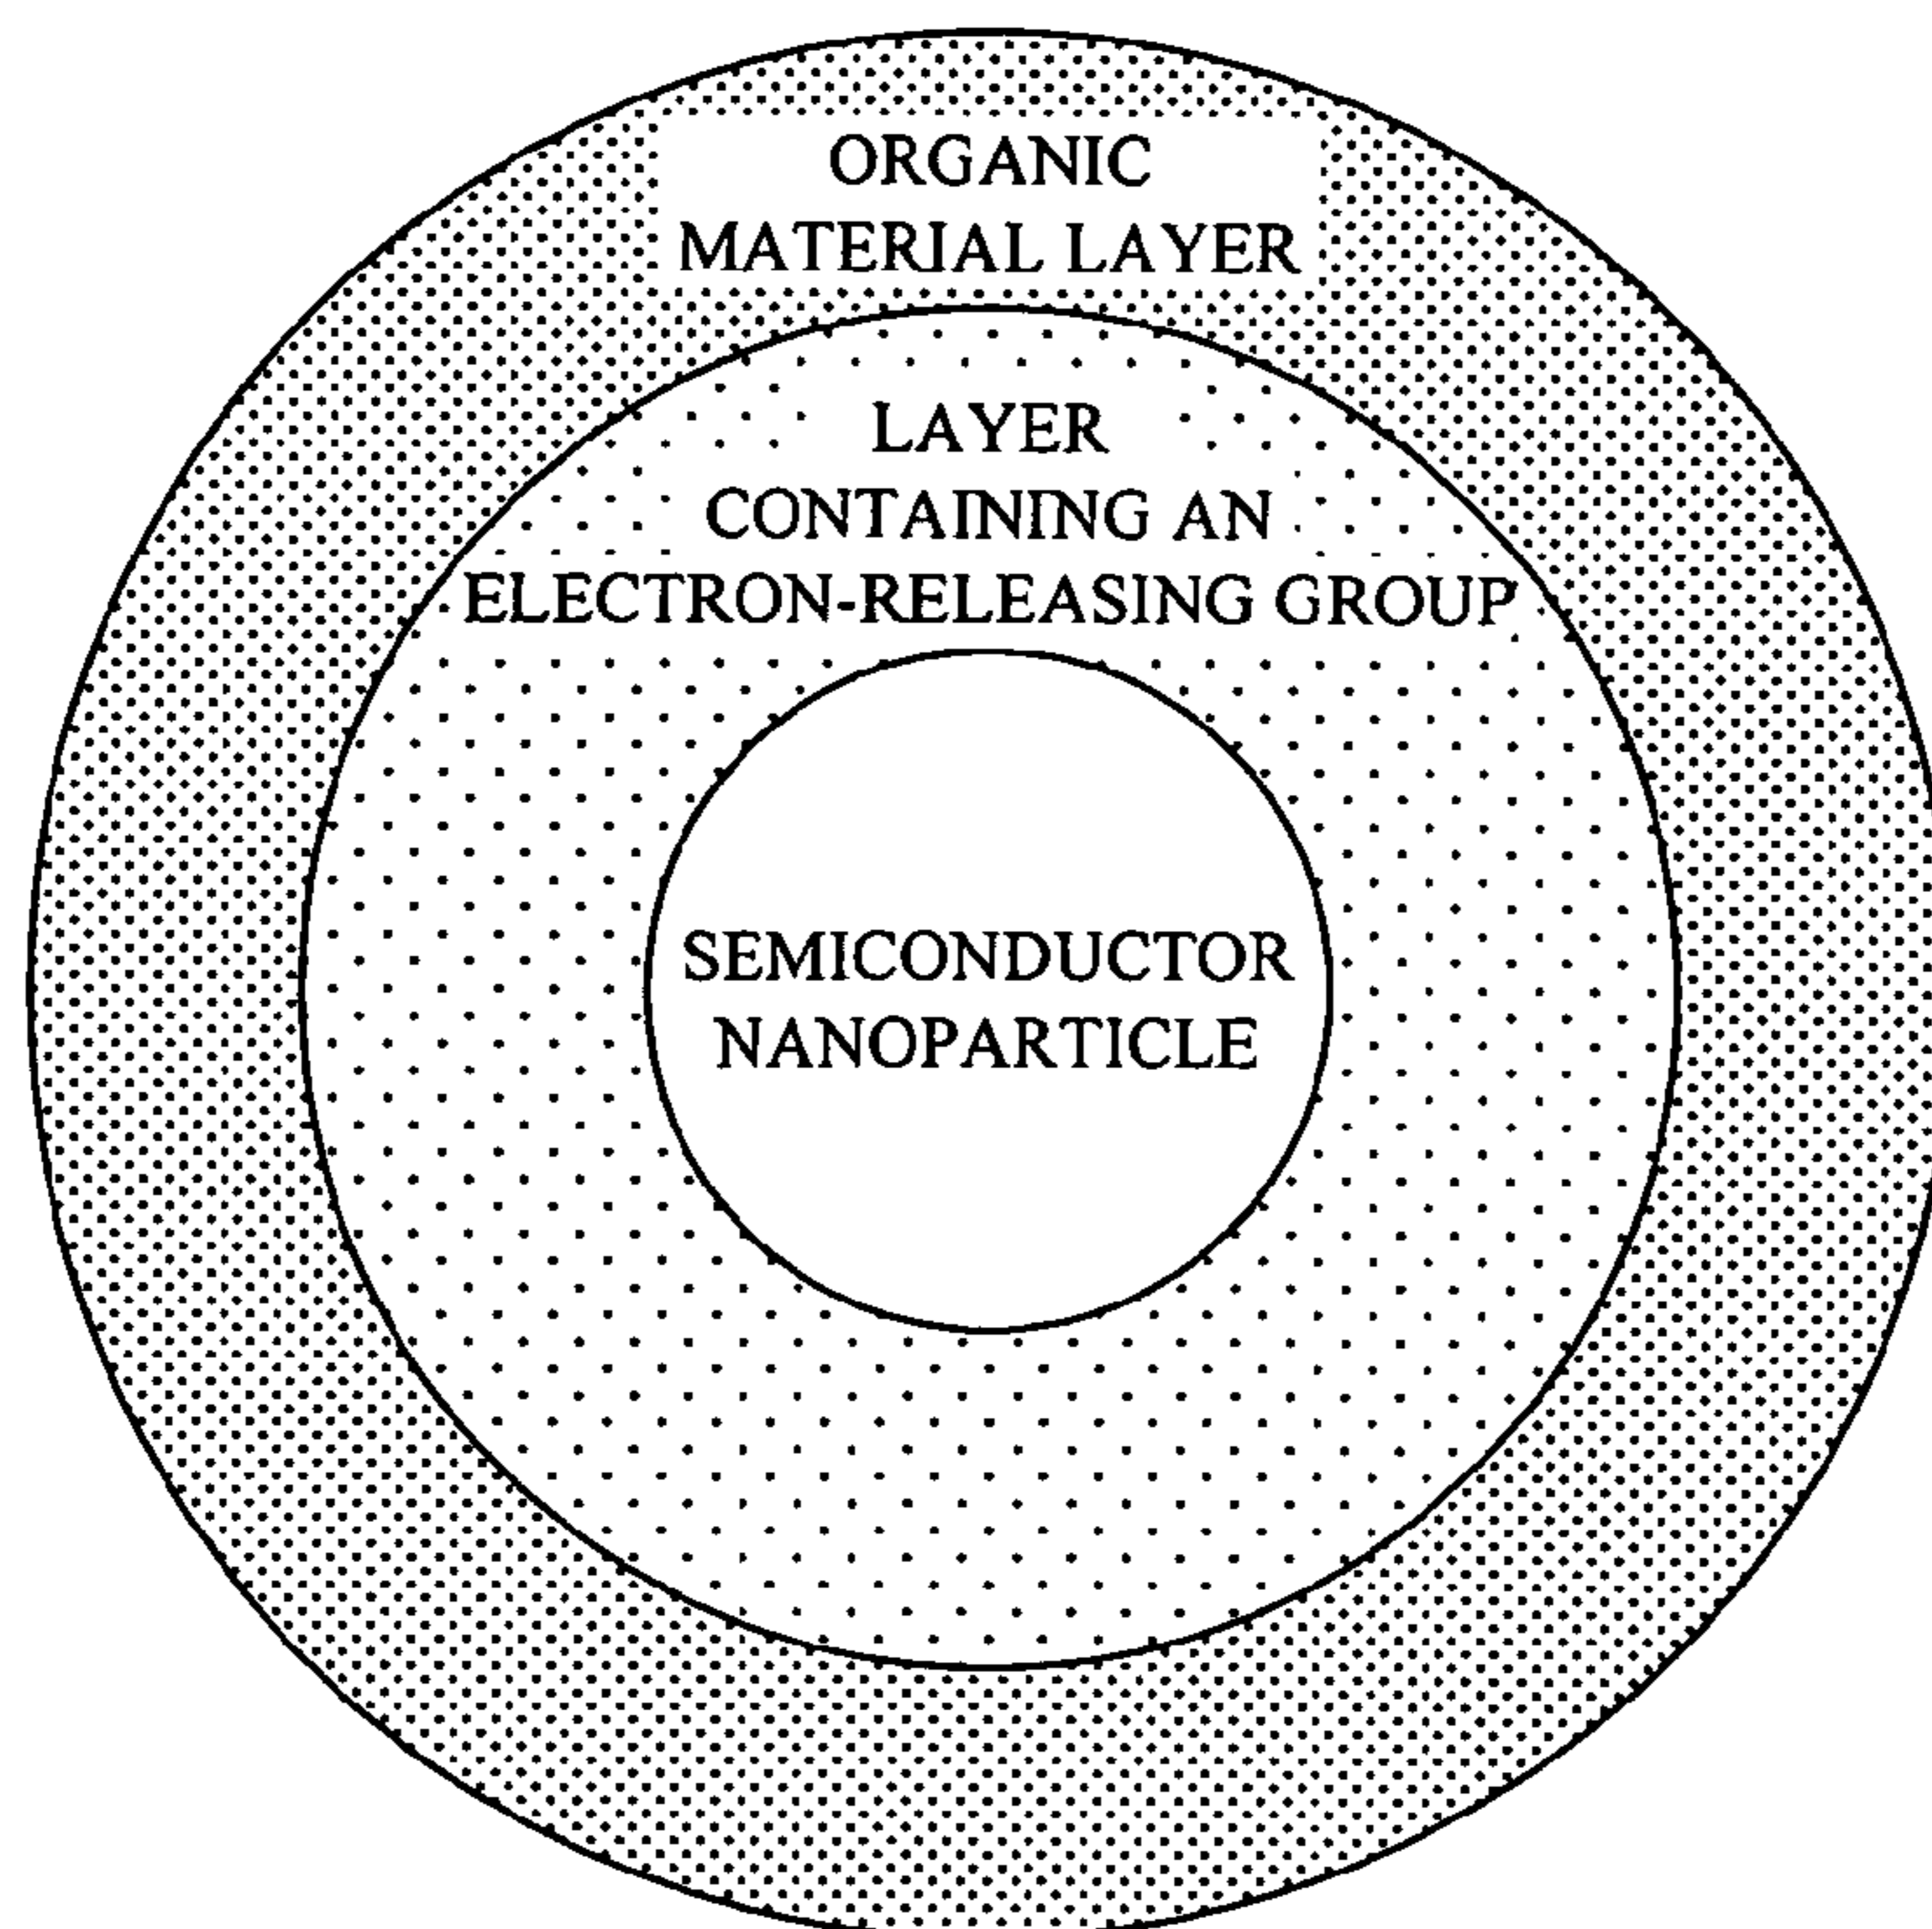 ORGANIC
MATERIAL LAYER
LAYER
CONTAINING AN
ELECTRON-RELEASING GROUP
SEMICONDUCTOR
NANOPARTICLE